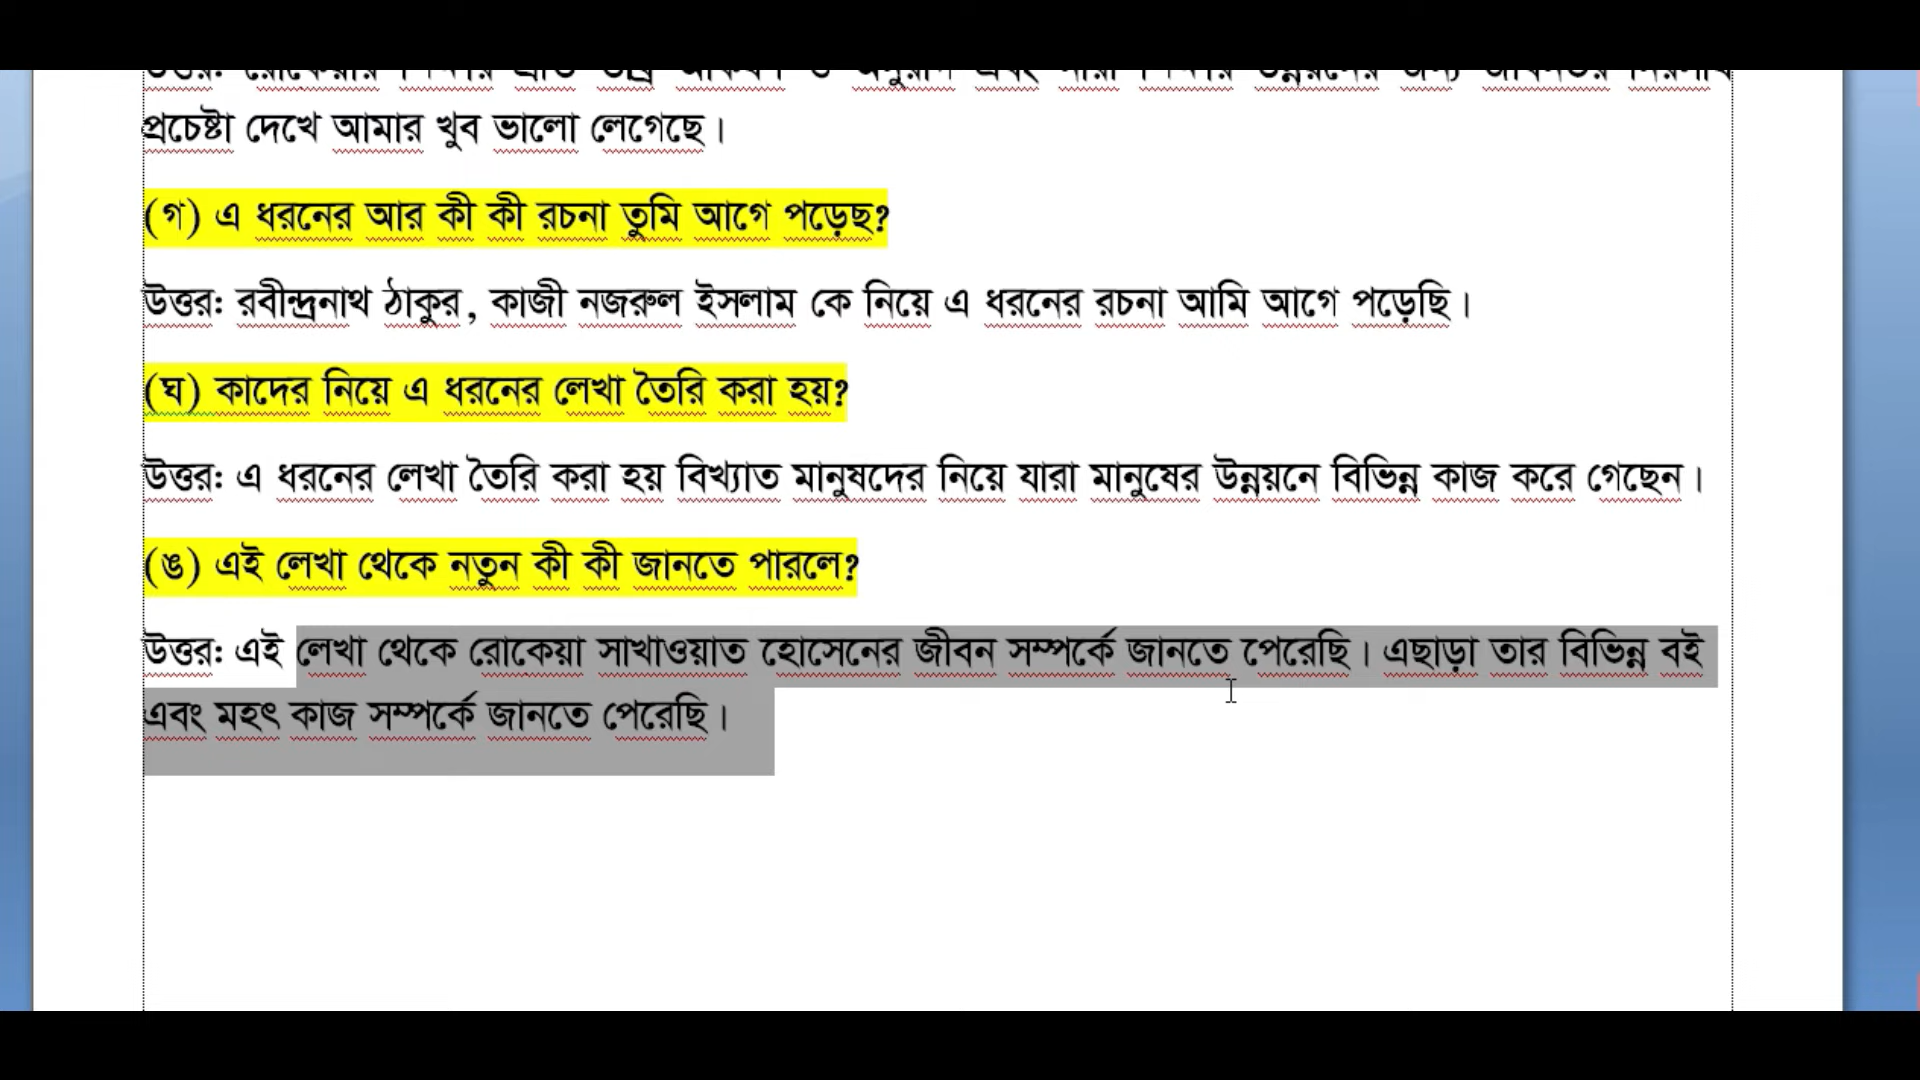 প্রচেষ্টা দেখে আমার খুব ভালো লেগেছে।
(গ) এ ধরনের আর কী কী রচনা তুমি আগে পড়েছ?
উত্তর: রবীন্দ্রনাথ ঠাকুর, কাজী নজরুল ইসলাম কে নিয়ে এ ধরনের রচনা আমি আগে পড়েছি।
(ঘ) কাদের নিয়ে এ ধরনের লেখা তৈরি করা হয়?
উত্তর: এ ধরনের লেখা তৈরি করা হয় বিখ্যাত মানুষদের নিয়ে যারা মানুষের উন্নয়নে বিভিন্ন কাজ করে গেছেন।
(ঙ) এই লেখা থেকে নতুন কী কী জানতে পারলে?
উত্তর: এই লেখা থেকে রোকেয়া সাখাওয়াত হোসেনের জীবন সম্পর্কে জানতে পেরেছি। এছাড়া তার বিভিন্ন বই
এবং মহৎ কাজ সম্পর্কে জানতে পেরেছি।